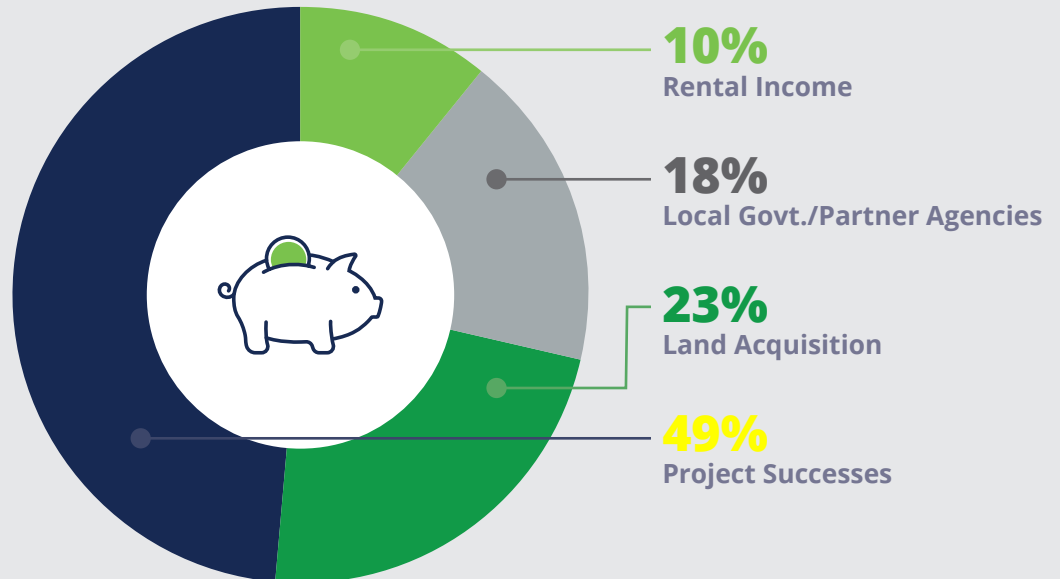 10%
Rental Income
18%
Local Govt./Partner Agencies
23%
Land Acquisition
49%
Project Successes